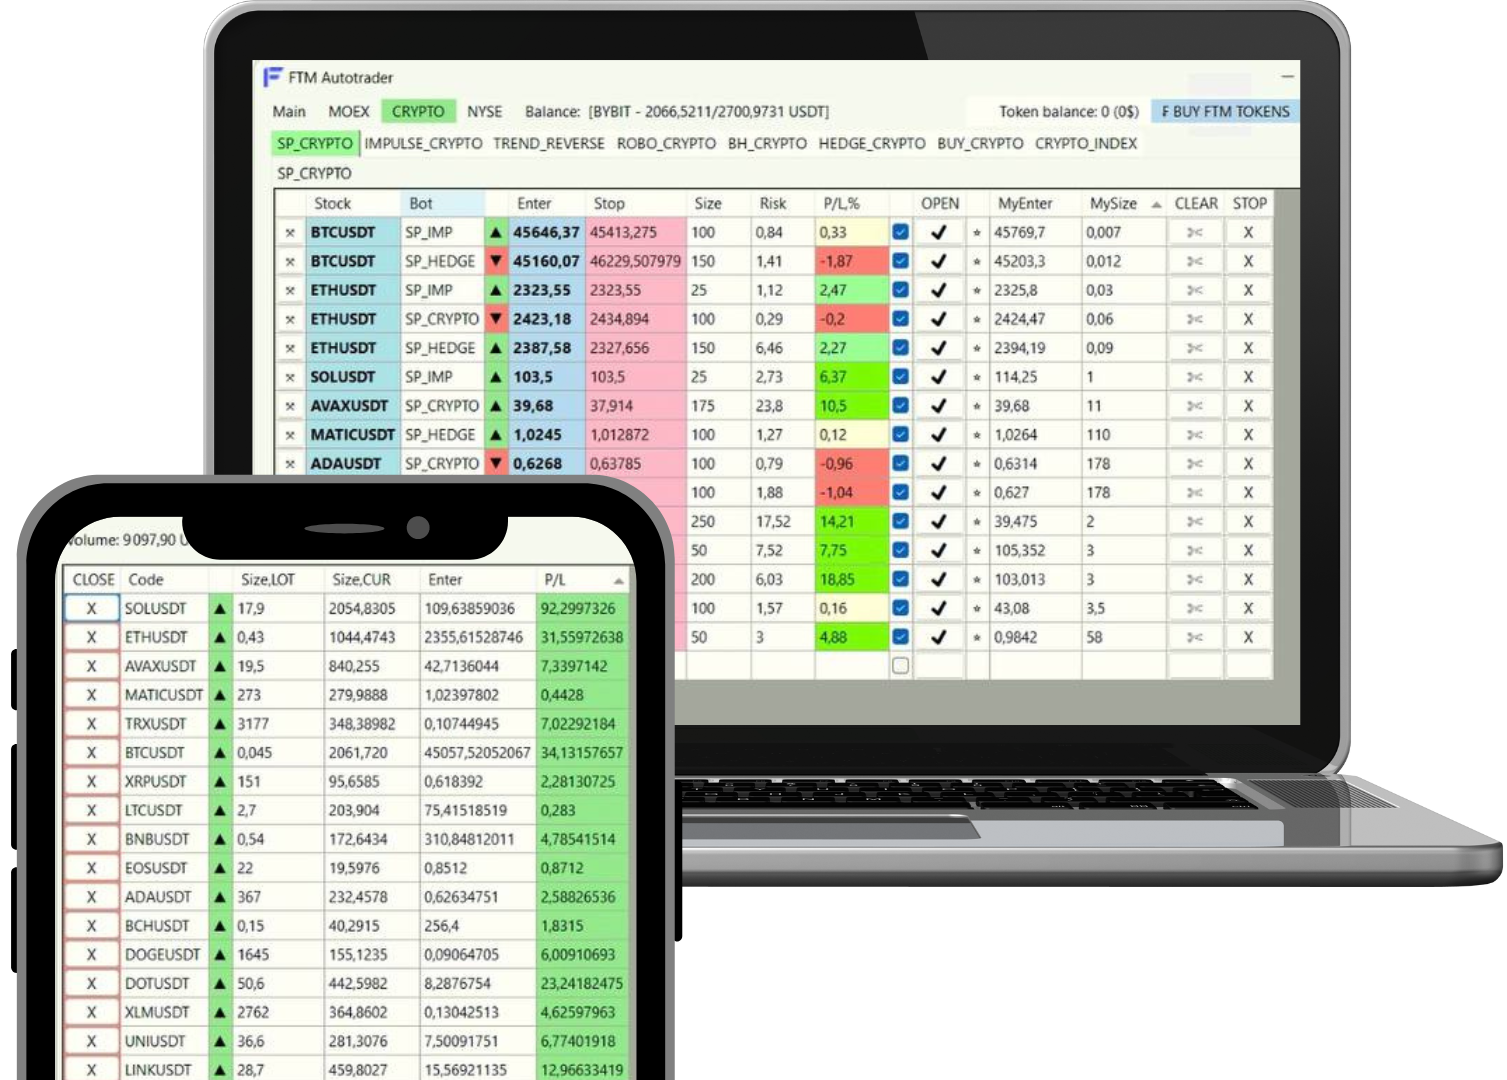 FTM Autotrader
Main MOEX CRYPTO NYSE Balance: [BYBIT - 2066,5211/2700,9731 USDT] Token balance: 0 (0$) F BUY FTM TOKENS
SP_CRYPTO IMPULSE_CRYPTO TREND_REVERSE ROBO_CRYPTO BH_CRYPTO HEDGE_CRYPTO BUY_CRYPTO CRYPTO_INDEX
SP_CRYPTO
Stock Bot Enter Stop Size Risk P/L,% OPEN MyEnter MySize CLEAR STOP
BTCUSDT SP_IMP ▲ 45646,37 45413,275 100 0,84 0,33 45769,7 0,007 X
BTCUSDT SP_HEDGE ▼ 45160,07 46229,507979 150 1,41 -1,87 45203,3 0,012 X
ETHUSDT SP_IMP ▲ 2323,55 2323,55 25 1,12 2,47 2325,8 0,03 X
ETHUSDT SP_CRYPTO ▼ 2423,18 2434,894 100 0,29 -0,2 2424,47 0,06 X
ETHUSDT SP_HEDGE ▲ 2387,58 2327,656 150 6,46 2,27 2394,19 0,09 X
SOLUSDT SP_IMP ▲ 103,5 103,5 25 2,73 6,37 114,25 1 X
AVAXUSDT SP_CRYPTO ▲ 39,68 37,914 175 23,8 10,5 39,68 11 X
MATICUSDT SP_HEDGE ▲ 1,0245 1,012872 100 1,27 0,12 1,0264 110 X
ADAUSDT SP_CRYPTO ▼ 0,6268 0,63785 100 0,79 -0,96 0,6314 178 X
100 1,88 -1,04 0,627 178 X
250 17,52 14,21 39,475 2 X
50 7,52 7,75 105,352 3 X
200 6,03 18,85 103,013 3 X
100 1,57 0,16 43,08 3,5 X
50 3 4,88 0,9842 58 X
volume: 9 097,90 U
CLOSE Code Size,LOT Size,CUR Enter P/L
X SOLUSDT ▲ 17,9 2054,8305 109,63859036 92,2997326
X ETHUSDT ▲ 0,43 1044,4743 2355,61528746 31,55972638
X AVAXUSDT ▲ 19,5 840,255 42,7136044 7,3397142
X MATICUSDT ▲ 273 279,9888 1,02397802 0,4428
X TRXUSDT ▲ 3177 348,38982 0,10744945 7,02292184
X BTCUSDT ▲ 0,045 2061,720 45057,52052067 34,13157657
X XRPUSDT ▲ 151 95,6585 0,618392 2,28130725
X LTCUSDT ▲ 2,7 203,904 75,41518519 0,283
X BNBUSDT ▲ 0,54 172,6434 310,84812011 4,78541514
X EOSUSDT ▲ 22 19,5976 0,8512 0,8712
X ADAUSDT ▲ 367 232,4578 0,62634751 2,58826536
X BCHUSDT ▲ 0,15 40,2915 256,4 1,8315
X DOGEUSDT ▲ 1645 155,1235 0,09064705 6,00910693
X DOTUSDT ▲ 50,6 442,5982 8,2876754 23,24182475
X XLMUSDT ▲ 2762 364,8602 0,13042513 4,62597963
X UNIUSDT ▲ 36,6 281,3076 7,50091751 6,77401918
X LINKUSDT ▲ 28,7 459,8027 15,56921135 12,96633419